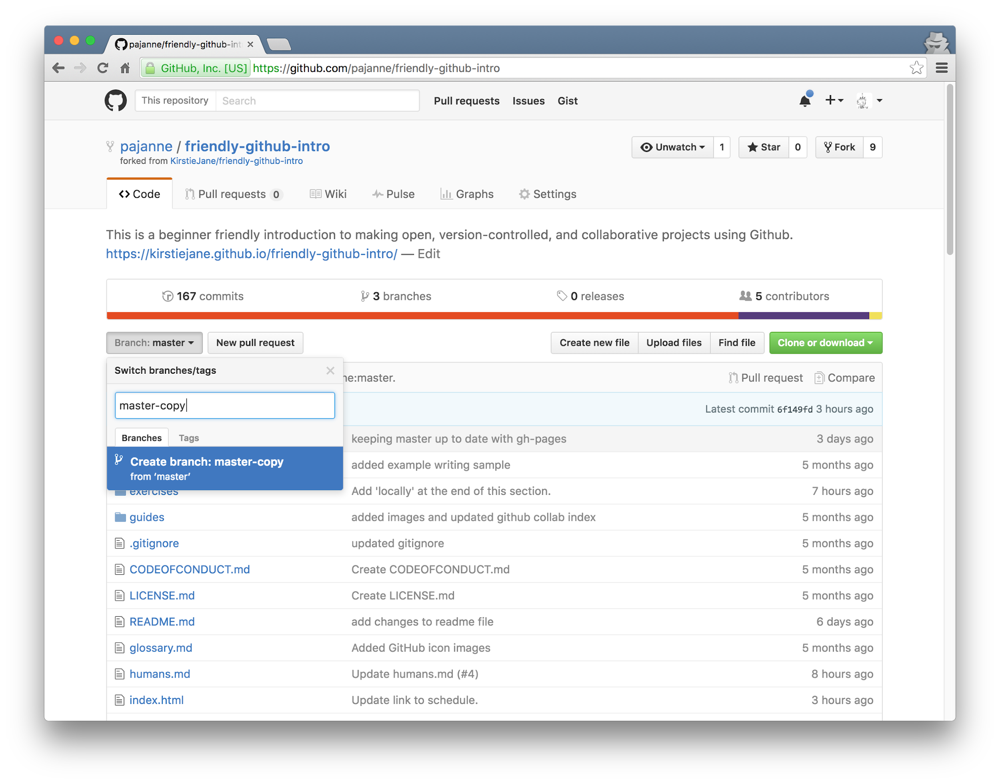 pajanne/friendly-github-int
GitHub, Inc. [US] https://github.com/pajanne/friendly-github-intro
This repository Search Pull requests Issues Gist
pajanne / friendly-github-intro Unwatch 1 Star 0 Fork 9
forked from KirstieJane/friendly-github-intro
Code Pull requests 0 Wiki Pulse Graphs Settings
This is a beginner friendly introduction to making open, version-controlled, and collaborative projects using Github.
https://kirstiejane.github.io/friendly-github-intro/ — Edit
167 commits 3 branches 0 releases 5 contributors
Branch: master New pull request Create new file Upload files Find file Clone or download
Switch branches/tags
ne:master. Pull request Compare
master-copy
Latest commit 6f149fd 3 hours ago
Branches Tags
keeping master up to date with gh-pages 3 days ago
Create branch: master-copy
from ‘master’
added example writing sample 5 months ago
exercises Add 'locally' at the end of this section. 7 hours ago
guides added images and updated github collab index 5 months ago
.gitignore updated gitignore 5 months ago
CODEOFCONDUCT.md Create CODEOFCONDUCT.md 5 months ago
LICENSE.md Create LICENSE.md 5 months ago
README.md add changes to readme file 6 days ago
glossary.md Added GitHub icon images 5 months ago
humans.md Update humans.md (#4) 8 hours ago
index.html Update link to schedule. 3 hours ago